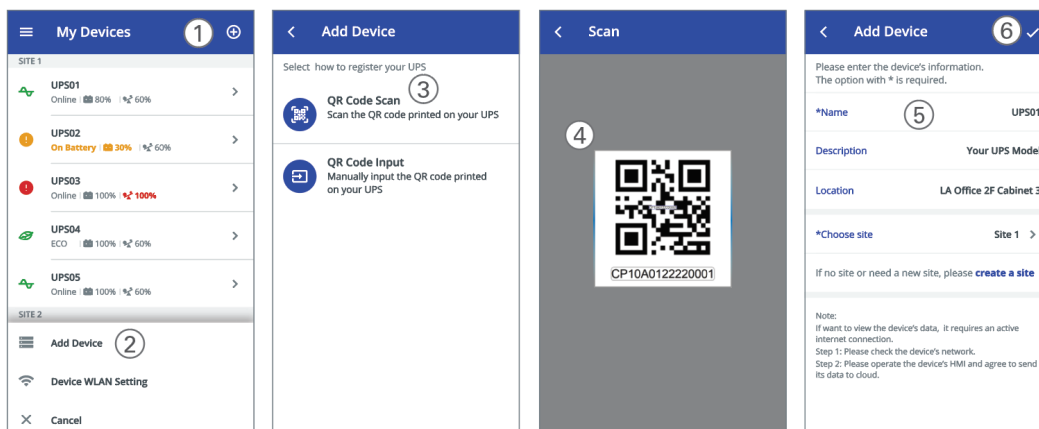 My Devices
1
SITE 1
UPS01
Online 80% 60%
UPS02
On Battery 30% 60%
UPS03
Online 100% 100%
UPS04
ECO 100% 60%
UPS05
Online 100% 60%
SITE 2
Add Device
2
Device WLAN Setting
Cancel
Add Device
Select how to register your UPS
3
QR Code Scan
Scan the QR code printed on your UPS
QR Code Input
Manually input the QR code printed
on your UPS
Scan
4
CP10A0122220001
Add Device
6
Please enter the device's information.
The option with * is required.
*Name UPS01
5
Description Your UPS Model
Location LA Office 2F Cabinet 3
*Choose site Site 1
If no site or need a new site, please create a site
Note:
If want to view the device's data, it requires an active
internet connection.
Step 1: Please check the device's network.
Step 2: Please operate the device's HMI and agree to send
its data to cloud.